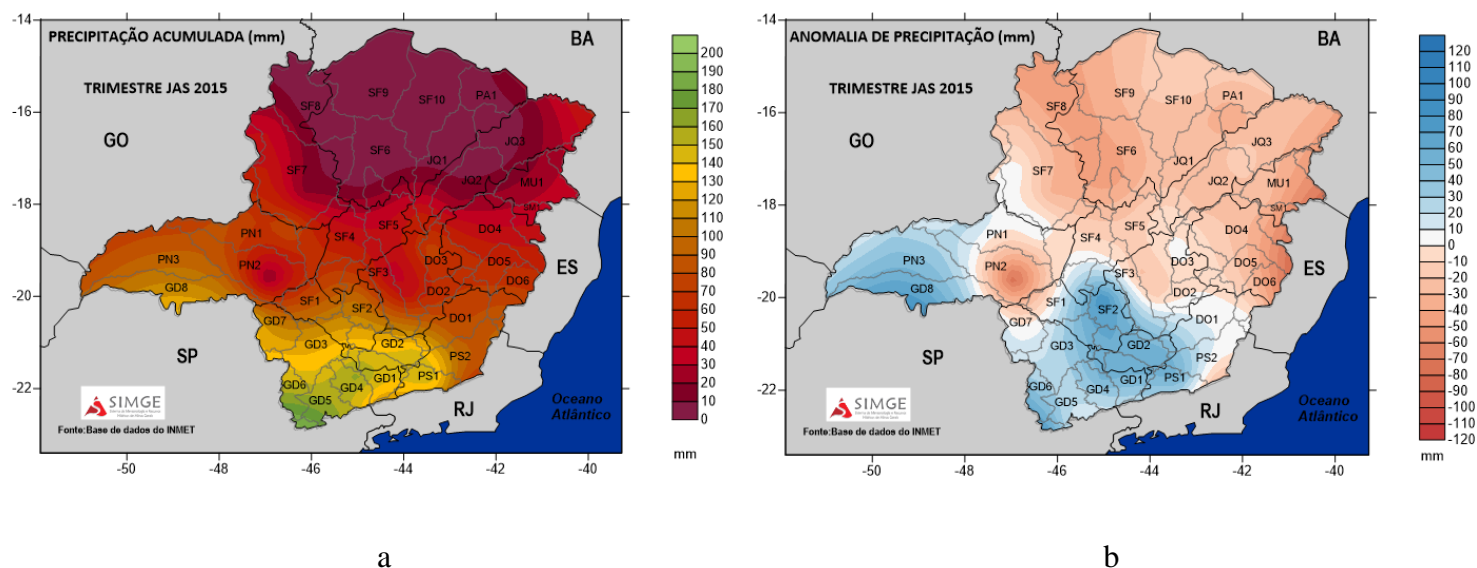 PRECIPITAÇÃO ACUMULADA (mm)
TRIMESTRE JAS 2015
BA
GO
SP
RJ
ES
Oceano
Atlântico
SF9
SF8
SF10
PA1
SF6
JQ1
JQ3
SF7
JQ2
MU1
SM1
PN1
SF4
SF5
DO4
PN3
PN2
DO3
DO5
SF3
GD8
DO2
DO6
SF1
SF2
DO1
GD7
GD3
GD2
PS2
GD6
GD4
GD1
PS1
GD5
SIMGE
Fonte:Base de dados do INMET
-14
-16
-18
-20
-22
-50
-48
-46
-44
-42
-40
200
190
180
170
160
150
140
130
120
110
100
90
80
70
60
50
40
30
20
10
0
mm
a
ANOMALIA DE PRECIPITAÇÃO (mm)
TRIMESTRE JAS 2015
BA
GO
SP
RJ
ES
Oceano
Atlântico
SF9
SF8
SF10
PA1
SF6
JQ1
JQ3
SF7
JQ2
MU1
SM1
PN1
SF4
SF5
DO4
PN3
PN2
DO3
DO5
SF3
GD8
DO2
DO6
SF1
SF2
DO1
GD7
GD3
GD2
PS2
GD6
GD4
GD1
PS1
GD5
SIMGE
Fonte:Base de dados do INMET
-14
-16
-18
-20
-22
-50
-48
-46
-44
-42
-40
120
110
100
90
80
70
60
50
40
30
20
10
0
-10
-20
-30
-40
-50
-60
-70
-80
-90
-100
-110
-120
mm
b